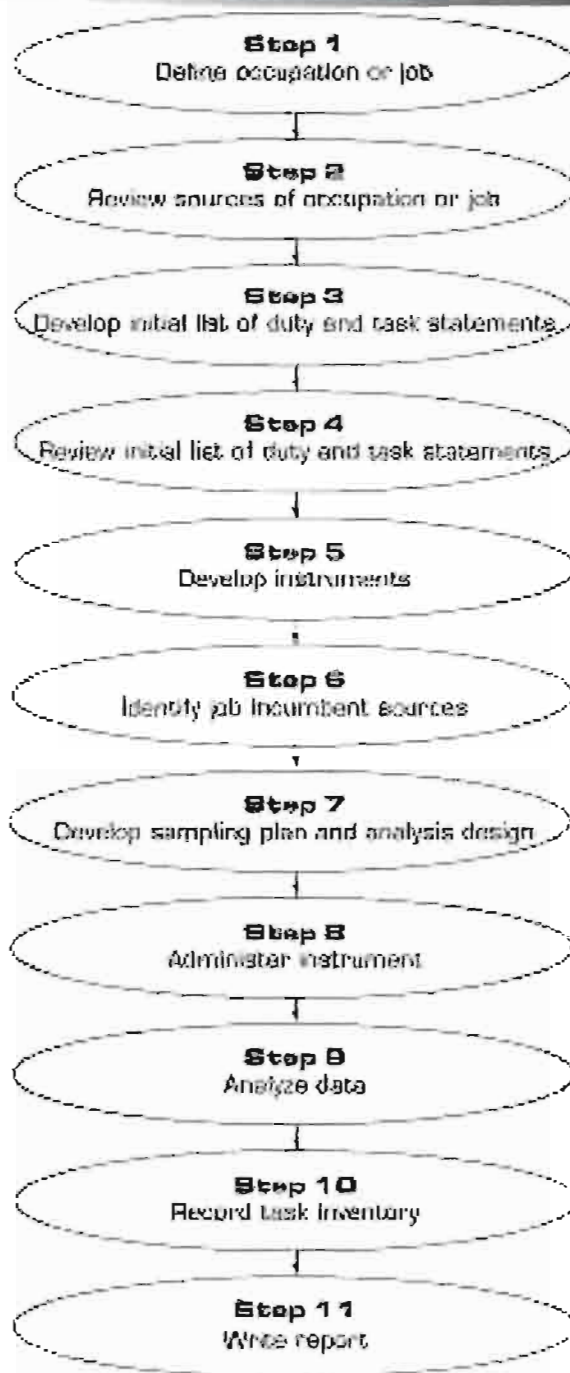 Step 1
Define occupation or job
Step 2
Review sources of occupation or job
Step 3
Develop initial list of duty and task statements
Step 4
Review initial list of duty and task statements
Step 5
Develop instruments
Step 6
Identify job incumbent sources
Step 7
Develop sampling plan and analysis design
Step 8
Administer instrument
Step 9
Analyze data
Step 10
Record task inventory
Step 11
Write report